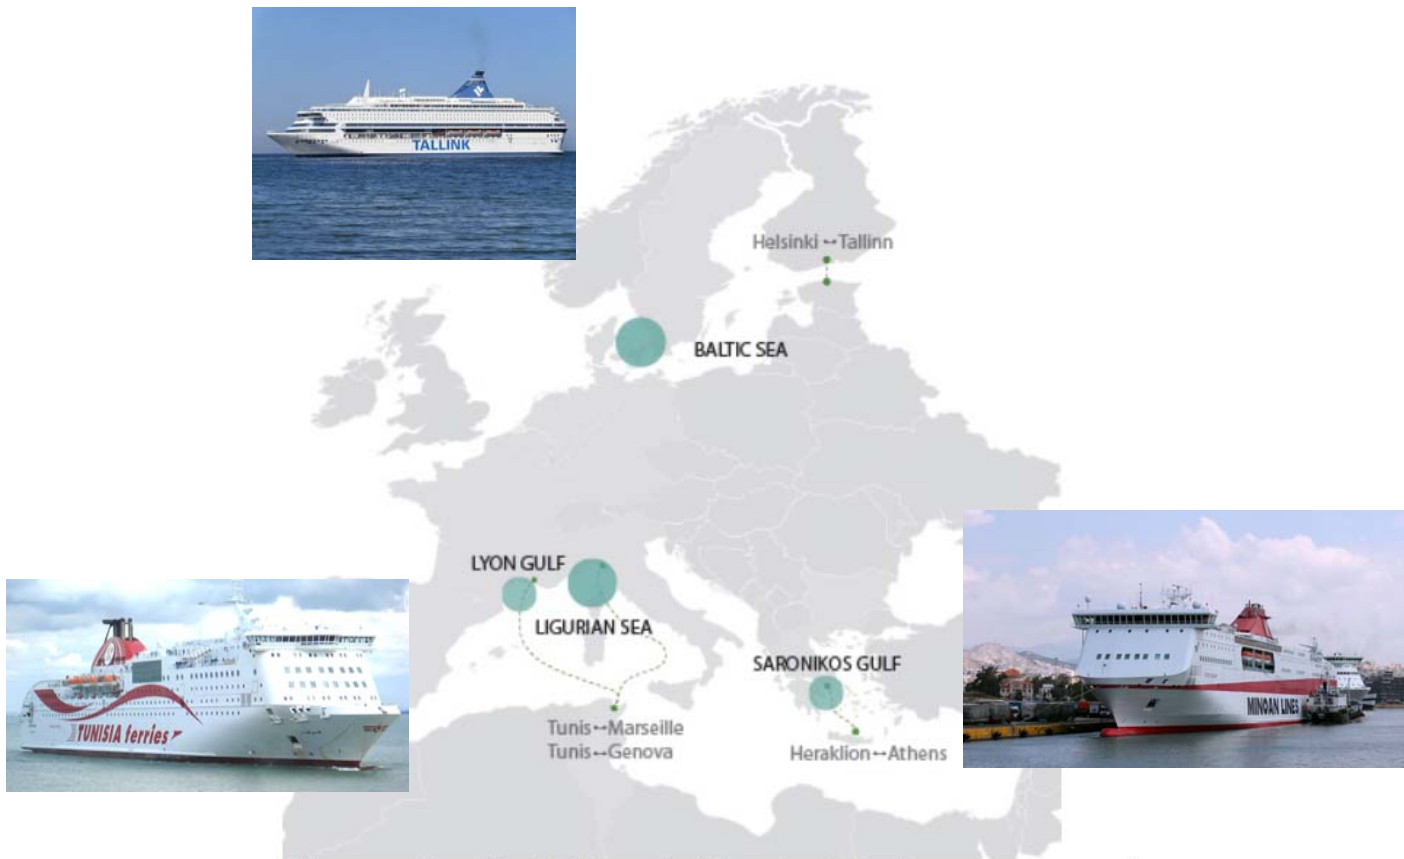 TALLINK
Helsinki↔Tallinn
BALTIC SEA
LYON GULF
LIGURIAN SEA
SARONIKOS GULF
MINOAN LINES
TUNISIA ferries
Tunis↔Marseille
Tunis↔Genova
Heraklion↔Athens